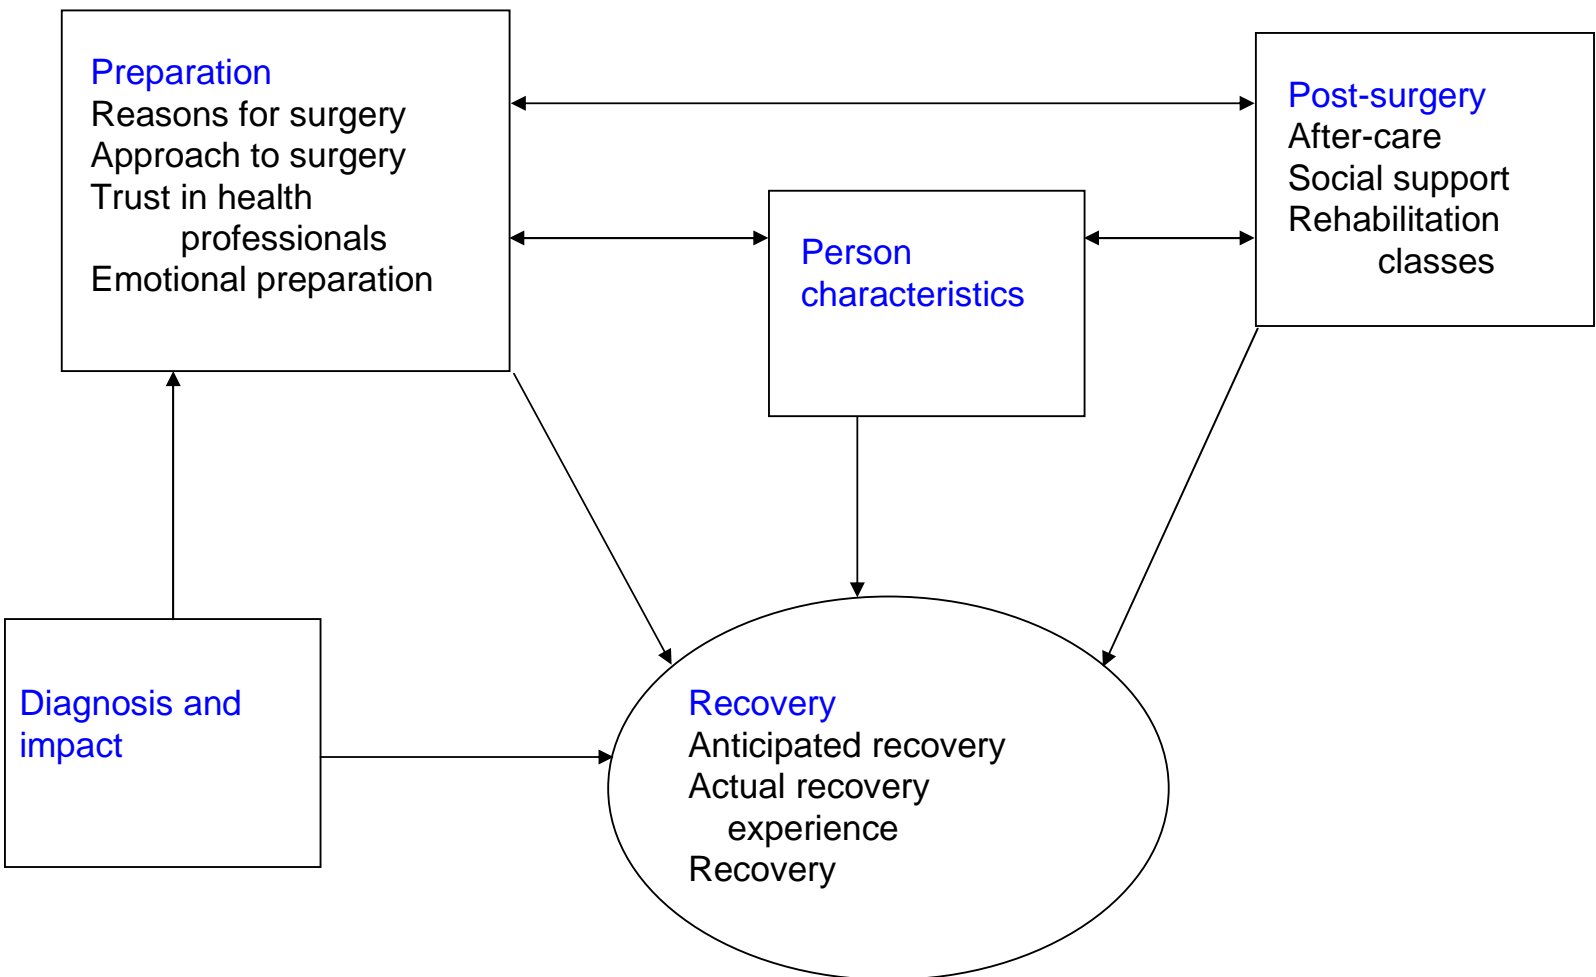 Preparation
Reasons for surgery
Approach to surgery
Trust in health
professionals
Emotional preparation
Post-surgery
After-care
Social support
Rehabilitation
classes
Person
characteristics
Diagnosis and
impact
Recovery
Anticipated recovery
Actual recovery
experience
Recovery